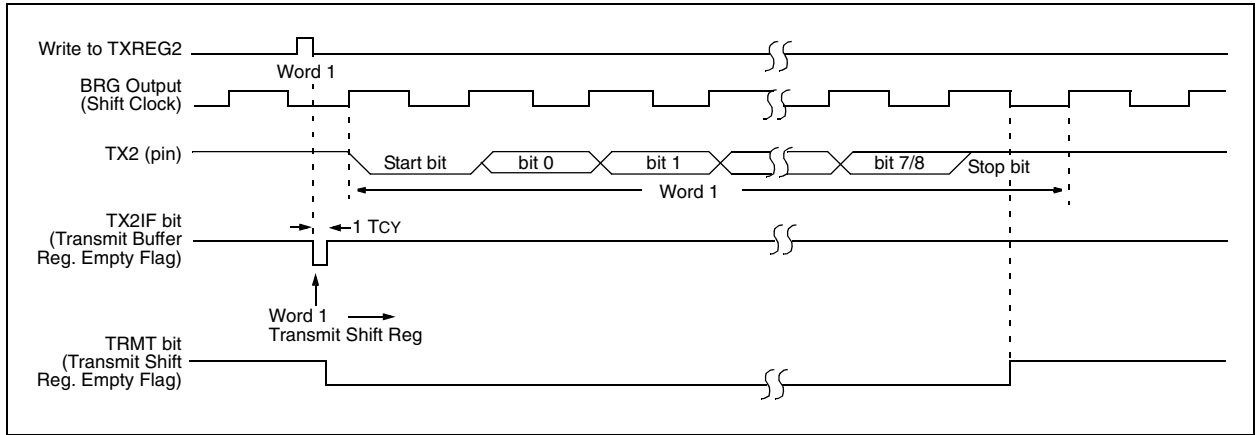 Write to TXREG2
Word 1
BRG Output
(Shift Clock)
TX2 (pin)
Start bit
bit 0
bit 1
bit 7/8
Stop bit
Word 1
TX2IF bit
(Transmit Buffer
Reg. Empty Flag)
1 TCY
Word 1
Transmit Shift Reg
TRMT bit
(Transmit Shift
Reg. Empty Flag)